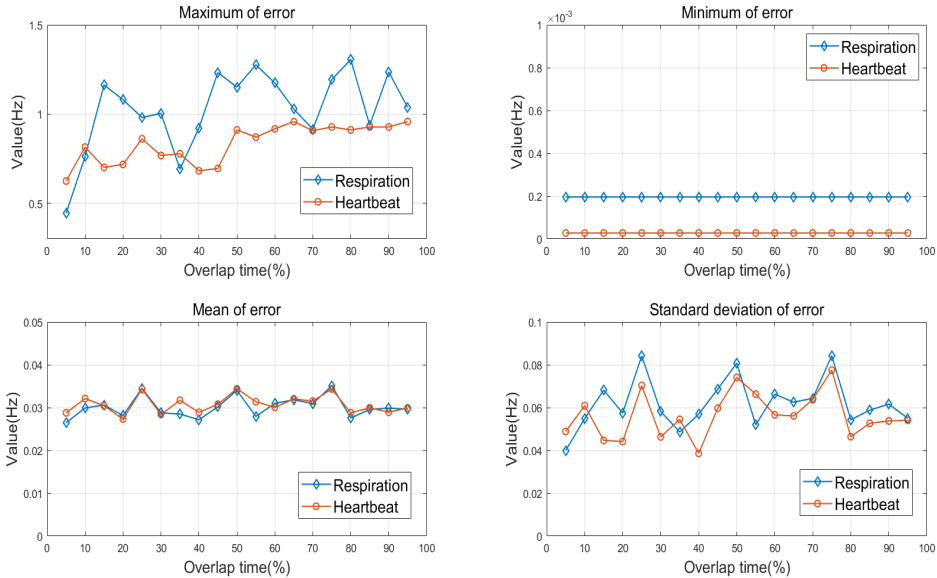 Maximum of error
1.5
1
0.5
Value(Hz)
Respiration
Heartbeat
0 10 20 30 40 50 60 70 80 90 100
Overlap time(%)
Minimum of error
×10⁻³
1
0.8
0.6
0.4
0.2
0
Value(Hz)
Respiration
Heartbeat
0 10 20 30 40 50 60 70 80 90 100
Overlap time(%)
Mean of error
0.05
0.04
0.03
0.02
0.01
0
Value(Hz)
Respiration
Heartbeat
0 10 20 30 40 50 60 70 80 90 100
Overlap time(%)
Standard deviation of error
0.1
0.08
0.06
0.04
0.02
0
Value(Hz)
Respiration
Heartbeat
0 10 20 30 40 50 60 70 80 90 100
Overlap time(%)